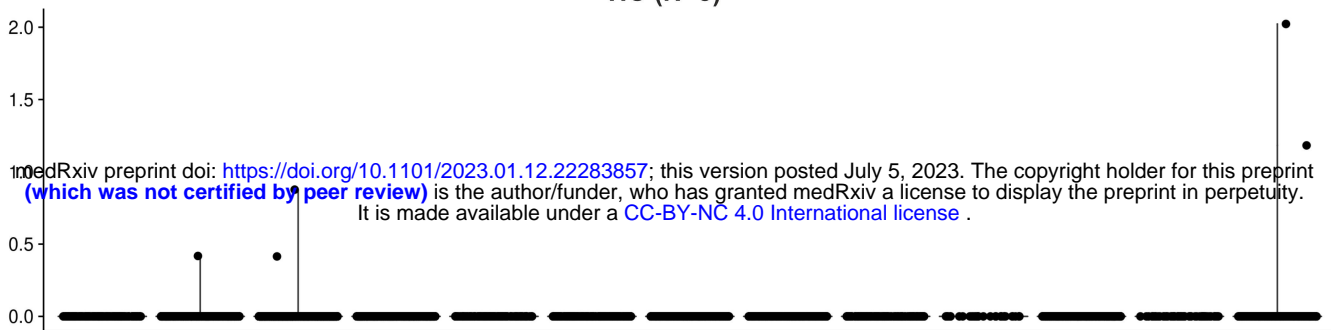 2.0
1.5
1.0
medRxiv preprint doi: https://doi.org/10.1101/2023.01.12.22283857; this version posted July 5, 2023. The copyright holder for this preprint
(which was not certified by peer review) is the author/funder, who has granted medRxiv a license to display the preprint in perpetuity.
It is made available under a CC-BY-NC 4.0 International license .
0.5
0.0